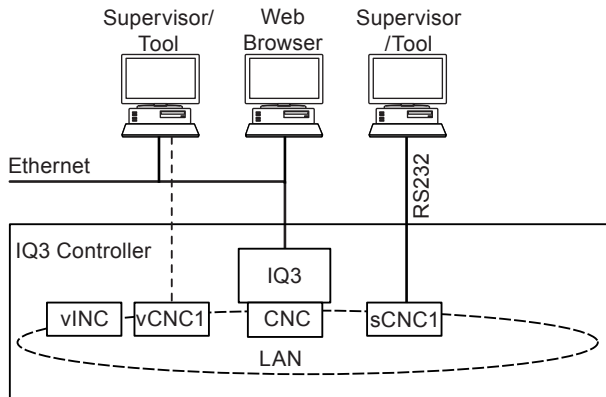 Supervisor/
Tool
Web
Browser
Supervisor
/Tool
Ethernet
RS232
IQ3 Controller
IQ3
vINC
vCNC1
CNC
sCNC1
LAN